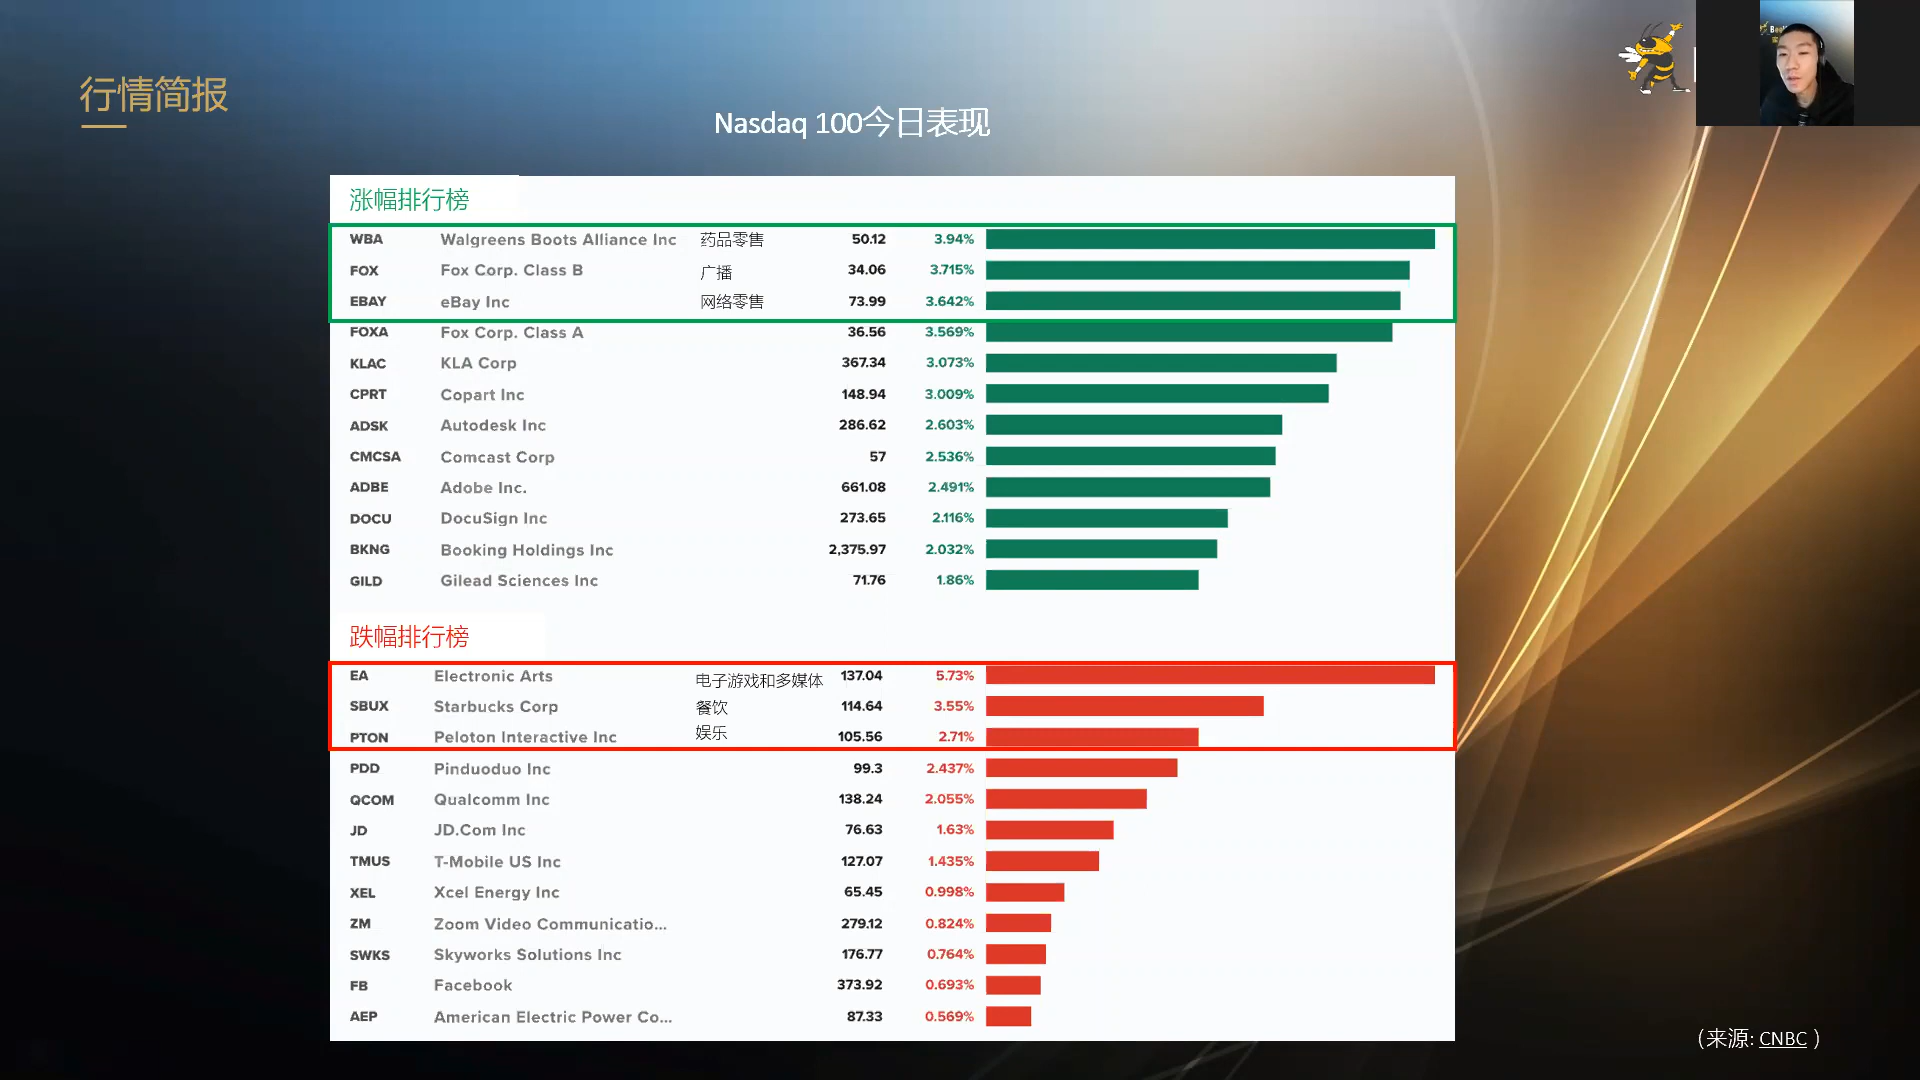 行情简报
Nasdaq 100今日表现
涨幅排行榜
WBA Walgreens Boots Alliance Inc 药品零售 50.12 3.94%
FOX Fox Corp. Class B 广播 34.06 3.715%
EBAY eBay Inc 网络零售 73.99 3.642%
FOXA Fox Corp. Class A 36.56 3.569%
KLAC KLA Corp 367.34 3.073%
CPRT Copart Inc 148.94 3.009%
ADSK Autodesk Inc 286.62 2.603%
CMCSA Comcast Corp 57 2.536%
ADBE Adobe Inc. 661.08 2.491%
DOCU DocuSign Inc 273.65 2.116%
BKNG Booking Holdings Inc 2,375.97 2.032%
GILD Gilead Sciences Inc 71.76 1.86%
跌幅排行榜
EA Electronic Arts 电子游戏和多媒体 137.04 5.73%
SBUX Starbucks Corp 餐饮 114.64 3.55%
PTON Peloton Interactive Inc 娱乐 105.56 2.71%
PDD Pinduoduo Inc 99.3 2.437%
QCOM Qualcomm Inc 138.24 2.055%
JD JD.Com Inc 76.63 1.63%
TMUS T-Mobile US Inc 127.07 1.435%
XEL Xcel Energy Inc 65.45 0.998%
ZM Zoom Video Communicatio... 279.12 0.824%
SWKS Skyworks Solutions Inc 176.77 0.764%
FB Facebook 373.92 0.693%
AEP American Electric Power Co... 87.33 0.569%
(来源: CNBC )